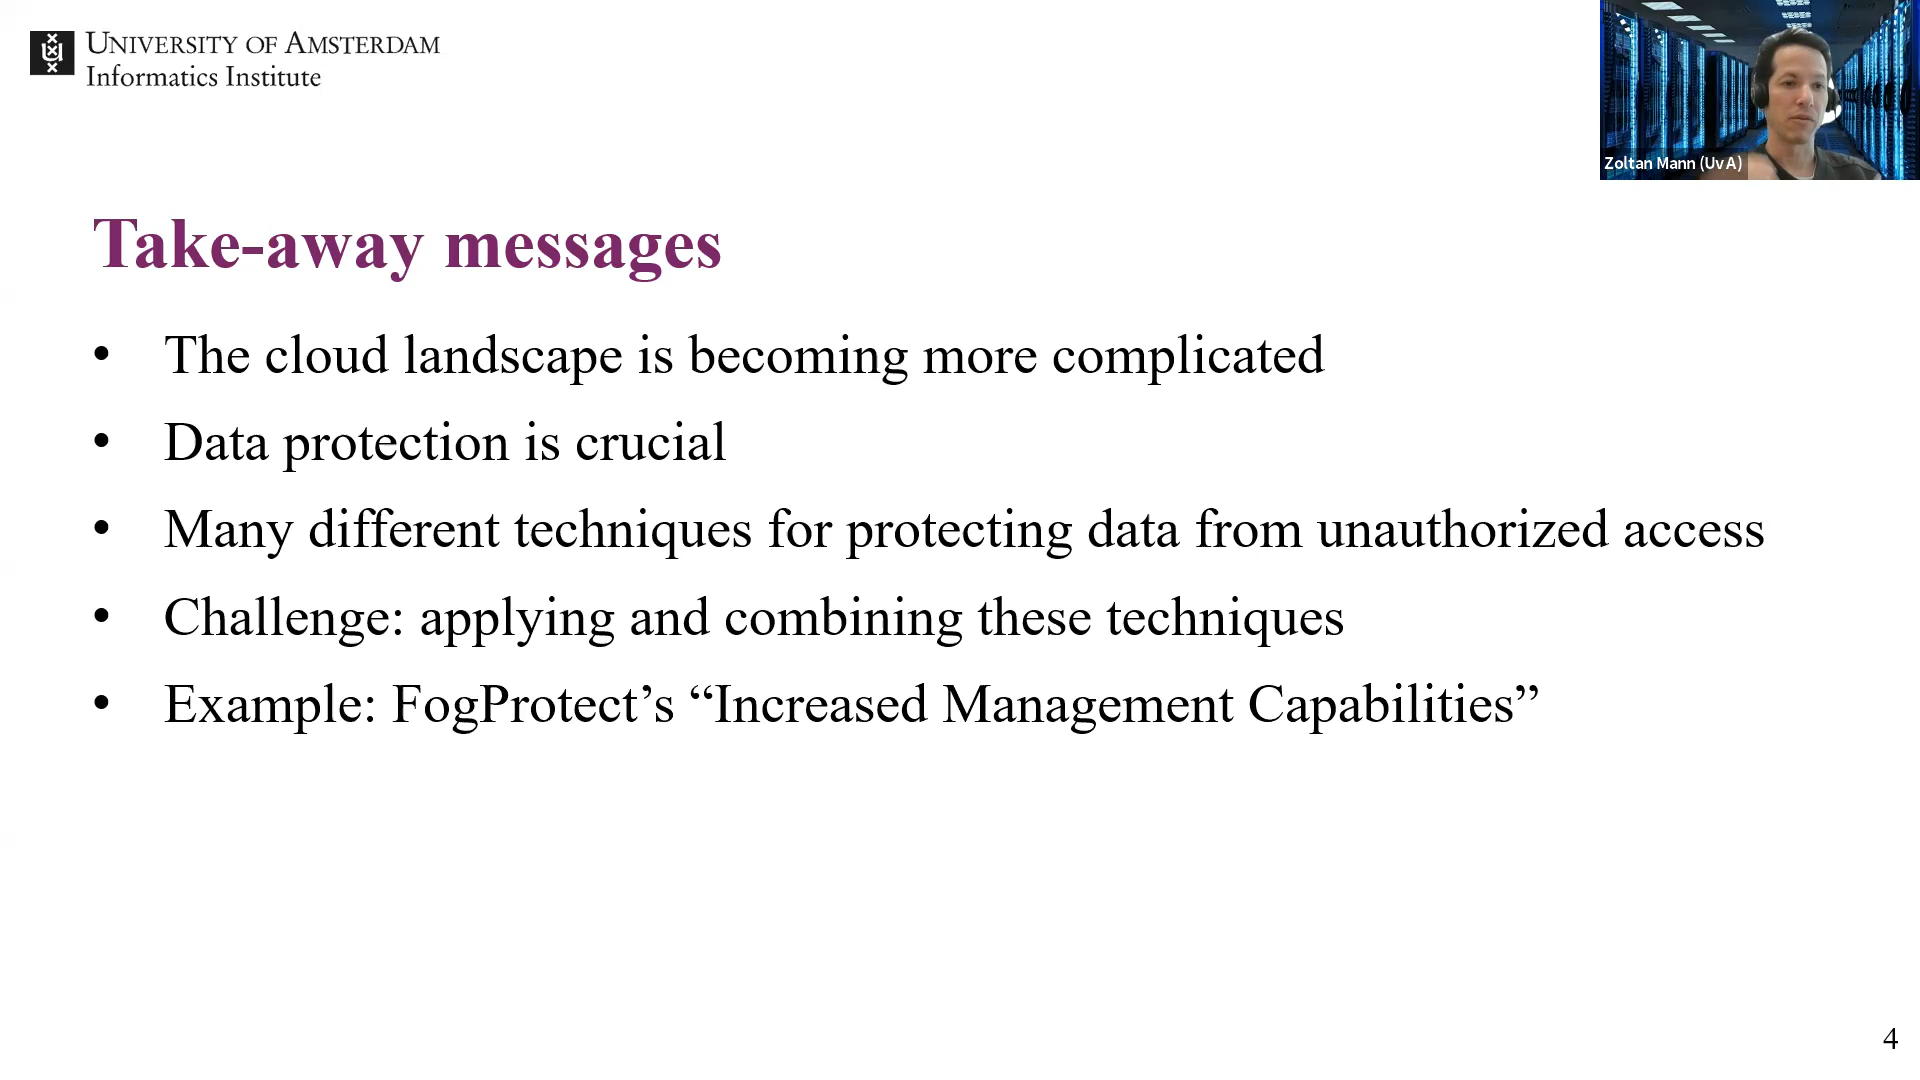 UNIVERSITY OF AMSTERDAM
Informatics Institute
Zoltan Mann (UvA)
Take-away messages
• The cloud landscape is becoming more complicated
• Data protection is crucial
• Many different techniques for protecting data from unauthorized access
• Challenge: applying and combining these techniques
• Example: FogProtect’s “Increased Management Capabilities”
4